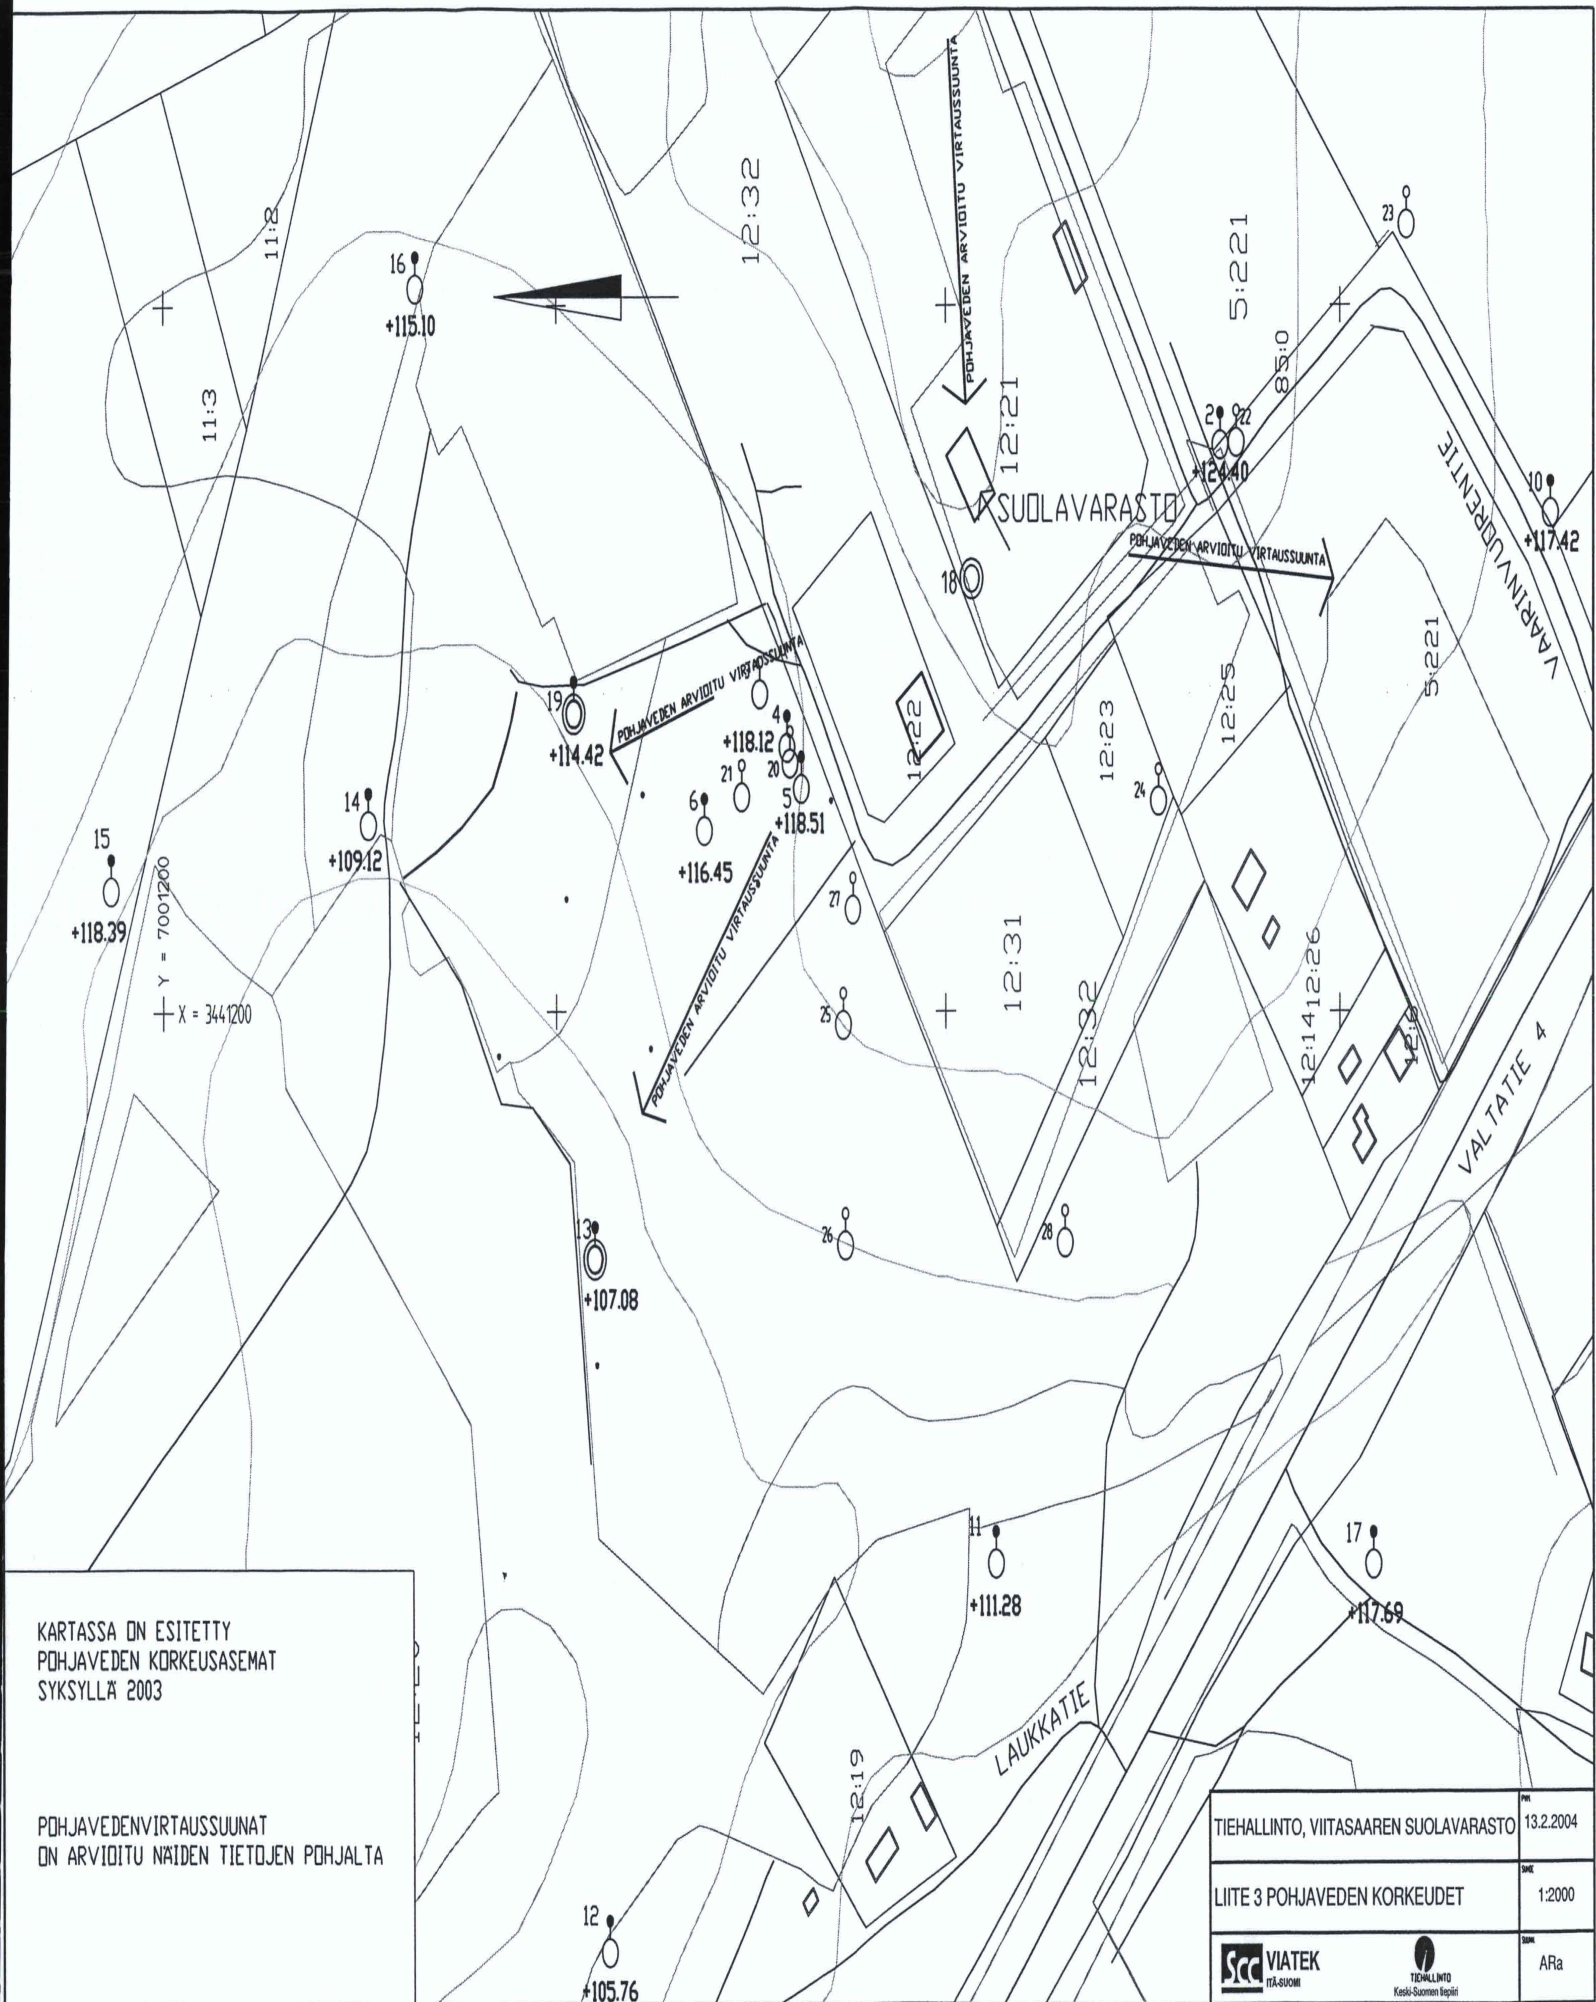 POHJAVEDEN ARVIOITU VIRTAUSSUUNTA
POHJAVEDEN ARVIOITU VIRTAUSSUUNTA
11:2
12:32
5:221
23
16
+115.10
85:0
11:3
12:21
2
22
+124.40
10
+117.42
VAARINVUORENTIE
SUOLAVARASTO
POHJAVEDEN ARVIOITU VIRTAUSSUUNTA
18
5:221
POHJAVEDEN ARVIOITU VIRTAUSSUUNTA
19
+114.42
4
+118.12
20
21
5
+118.51
6
+116.45
12:22
12:23
12:25
24
14
+109.12
15
+118.39
Y = 7001200
X = 3441200
POHJAVEDEN ARVIOITU VIRTAUSSUUNTA
27
25
12:31
12:32
12:14
12:26
VALTATIE 4
13
+107.08
26
28
11
+111.28
17
+117.69
KARTASSA ON ESITETTY
POHJAVEDEN KORKEUSASEMAT
SYKSYLLÄ 2003
POHJAVEDENVIRTAUSSUUNAT
ON ARVIOITU NÄIDEN TIETOJEN POHJALTA
LAUKKATIE
12:19
12
+105.76
TIEHALLINTO, VIITASAAREN SUOLAVARASTO
PVM.
13.2.2004
LIITE 3 POHJAVEDEN KORKEUDET
1:2000
SCC VIATEK
ITÄ-SUOMI
TIEHALLINTO
Keski-Suomen tiepiiri
ARa